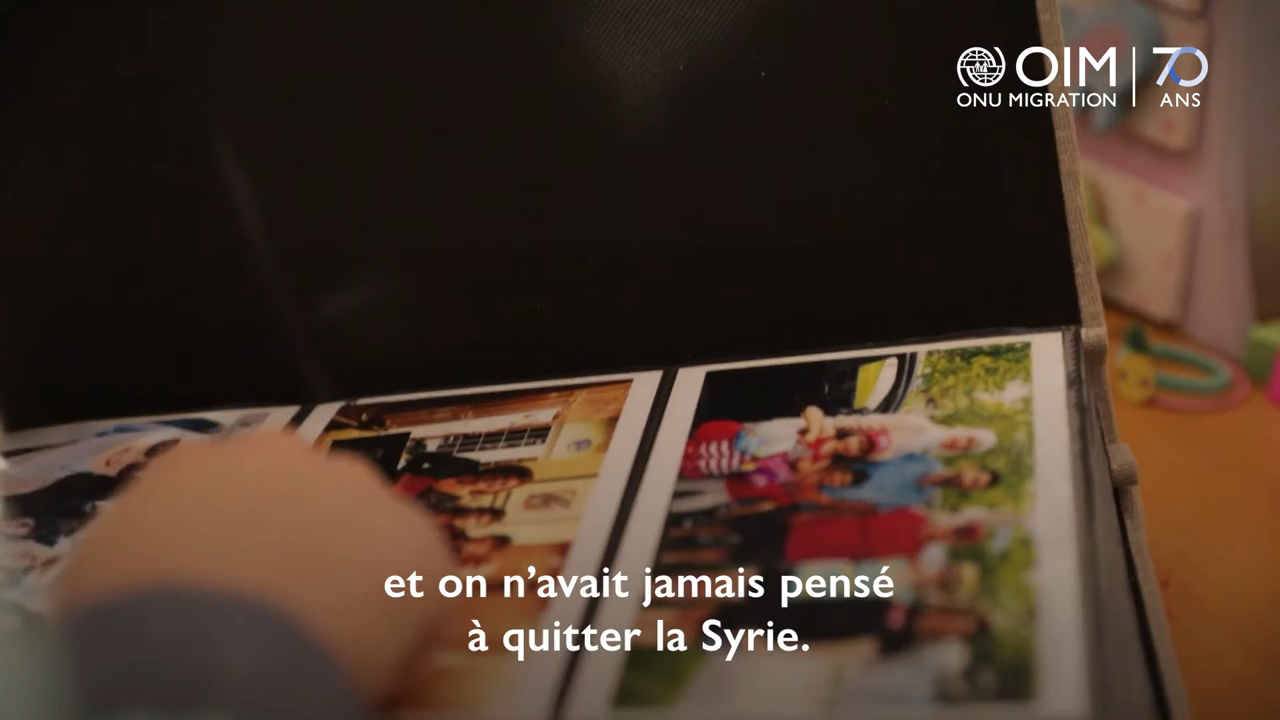 OIM
ONU MIGRATION
70
ANS
et on n’avait jamais pensé
à quitter la Syrie.